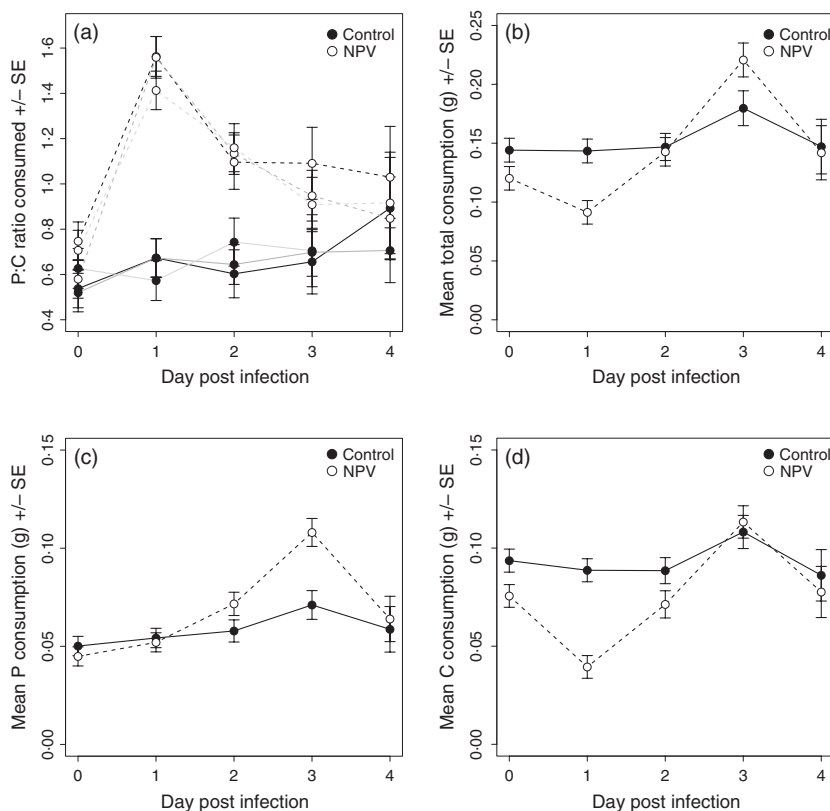 (a)
Control
NPV
P:C ratio consumed +/– SE
1·6
1·4
1·2
1·0
0·8
0·6
0·4
0 1 2 3 4
Day post infection
(b)
Control
NPV
Mean total consumption (g) +/– SE
0·25
0·20
0·15
0·10
0·00
0 1 2 3 4
Day post infection
(c)
Control
NPV
Mean P consumption (g) +/– SE
0·15
0·10
0·05
0·00
0 1 2 3 4
Day post infection
(d)
Control
NPV
Mean C consumption (g) +/– SE
0·15
0·10
0·05
0·00
0 1 2 3 4
Day post infection